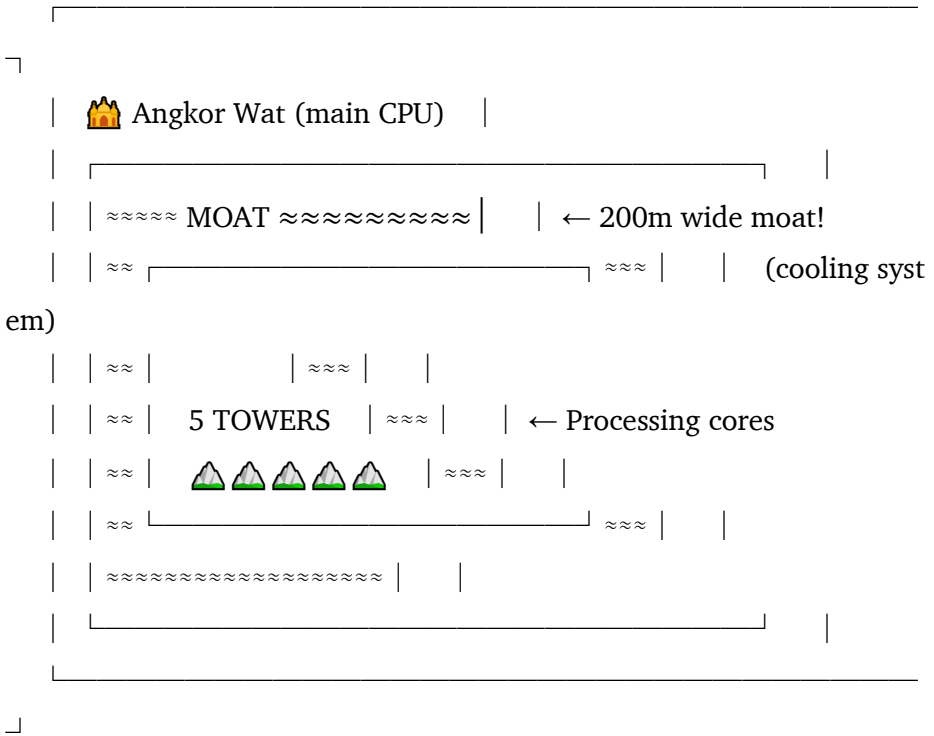 🕌 Angkor Wat (main CPU)
≈≈≈≈≈ MOAT ≈≈≈≈≈≈≈≈≈ ← 200m wide moat!
≈≈ ≈≈≈ (cooling syst
em)
≈≈ ≈≈≈
≈≈ 5 TOWERS ≈≈≈ ← Processing cores
≈≈ ⛰⛰⛰⛰⛰ ≈≈≈
≈≈ ≈≈≈
≈≈≈≈≈≈≈≈≈≈≈≈≈≈≈≈≈≈≈